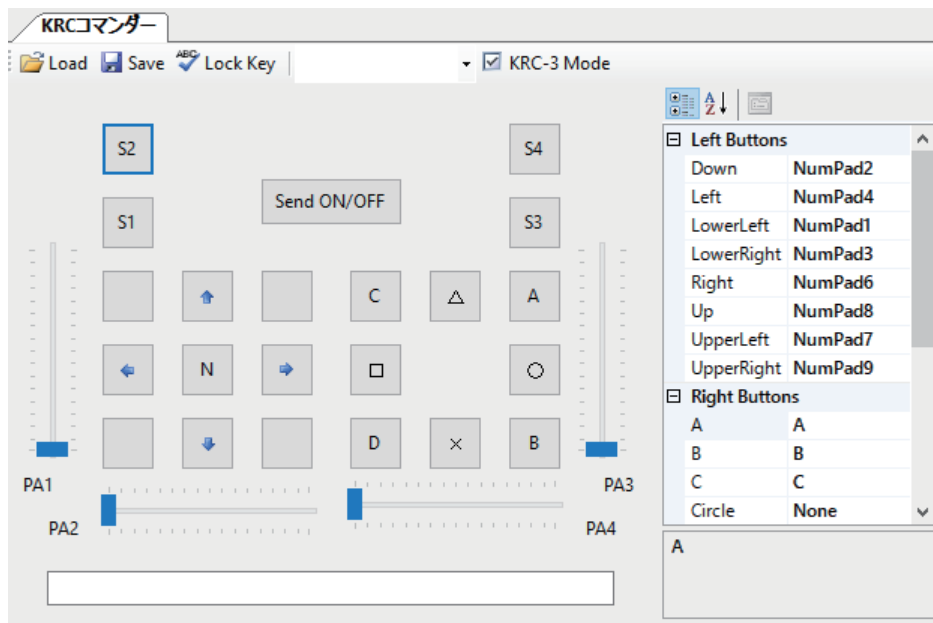 KRCコマンダー
Load Save ABC Lock Key KRC-3 Mode
A Z
S2 S4
Send ON/OFF
S1 S3
C △ A
N □ ○
D × B
PA1 PA3
PA2 PA4
Left Buttons
Down NumPad2
Left NumPad4
LowerLeft NumPad1
LowerRight NumPad3
Right NumPad6
Up NumPad8
UpperLeft NumPad7
UpperRight NumPad9
Right Buttons
A A
B B
C C
Circle None
A